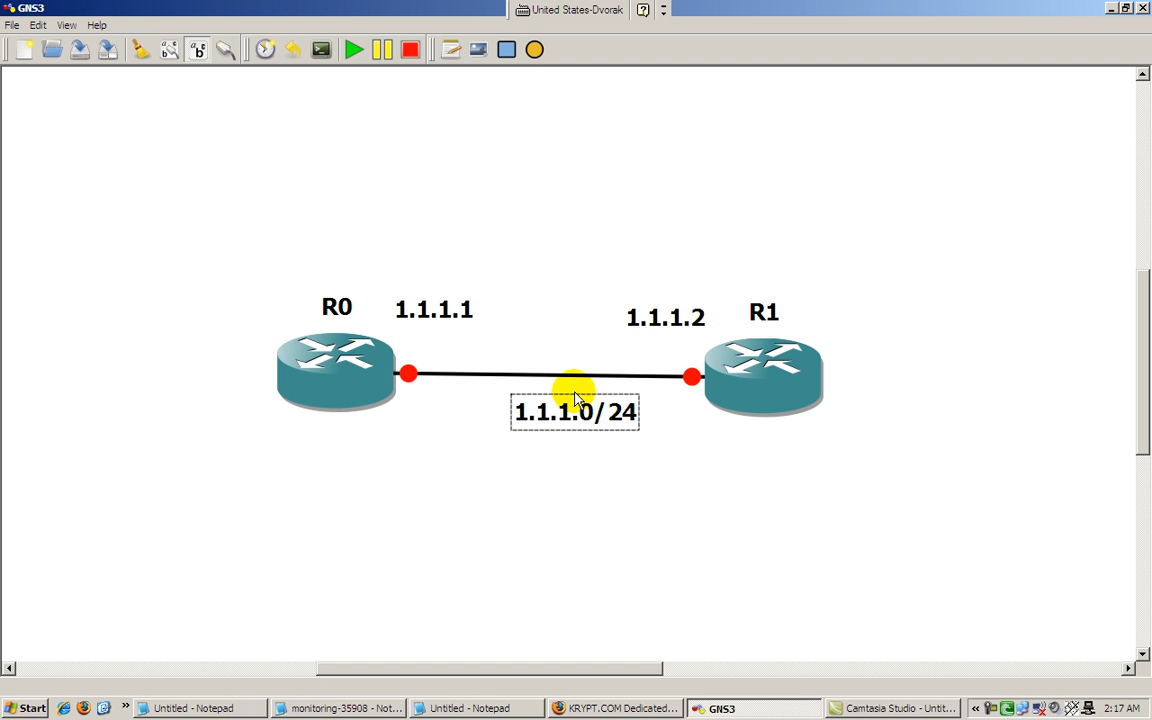 GNS3
United States-Dvorak
File Edit View Help
R0
1.1.1.1
1.1.1.2
R1
1.1.1.0/24
Start
Untitled - Notepad
monitoring-35908 - Not...
Untitled - Notepad
KRYPT.COM Dedicated...
GNS3
Camtasia Studio - Untit...
2:17 AM